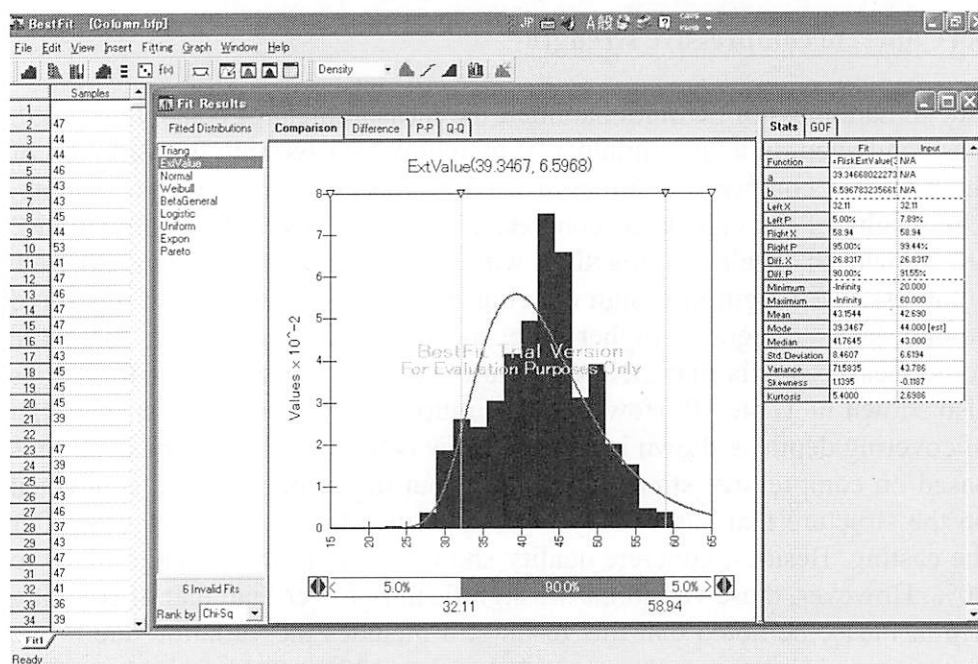 BestFit [Column.bfp]
JP A般 CAPS KANA
File Edit View Insert Fitting Graph Window Help
f(x) Density
Samples
1
2 47
3 44
4 44
5 46
6 43
7 43
8 45
9 44
10 53
11 41
12 47
13 46
14 47
15 47
16 41
17 43
18 45
19 45
20 45
21 39
22
23 47
24 39
25 40
26 43
27 46
28 37
29 43
30 47
31 47
32 41
33 36
34 39
Fit1
Ready
Fit Results
Fitted Distributions
Triang
ExtValue
Normal
Weibull
BetaGeneral
Logistic
Uniform
Expon
Pareto
6 Invalid Fits
Rank by Chi-Sq
Comparison Difference P-P Q-Q
ExtValue(39.3467, 6.5968)
Values x 10^-2
8
7
6
5
4
3
2
1
0
BestFit Trial Version
For Evaluation Purposes Only
15 20 25 30 35 40 45 50 55 60 65
< 5.0% 90.0% 5.0% >
32.11 58.94
Stats GOF
Fit Input
Function =RiskExtValue(3 N/A
a 39.34668022273 N/A
b 6.596783235661 N/A
Left X 32.11 32.11
Left P 5.00% 7.89%
Right X 58.94 58.94
Right P 95.00% 99.44%
Diff. X 26.8317 26.8317
Diff. P 90.00% 91.55%
Minimum -Infinity 20.000
Maximum +Infinity 60.000
Mean 43.1544 42.690
Mode 39.3467 44.000 [est]
Median 41.7645 43.000
Std. Deviation 8.4607 6.6194
Variance 71.5835 43.786
Skewness 1.1395 -0.1187
Kurtosis 5.4000 2.6986